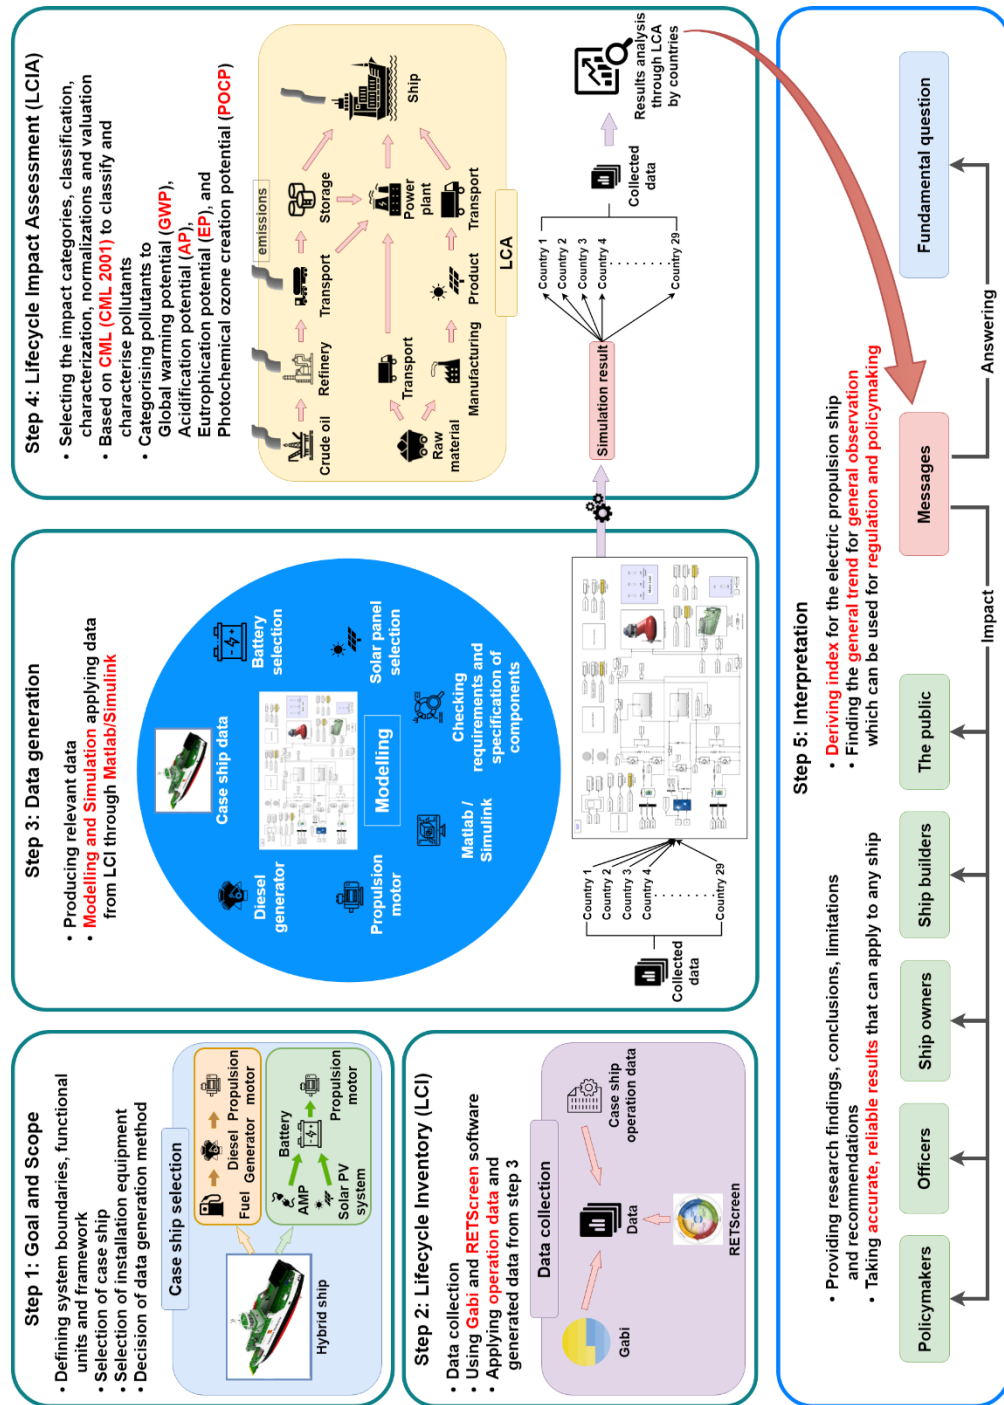 Step 1: Goal and Scope
• Defining system boundaries, functional
units and framework
• Selection of case ship
• Selection of installation equipment
• Decision of data generation method
Case ship selection
Hybrid ship
Fuel
Diesel
Generator
Propulsion
motor
AMP
Solar PV
system
Battery
Propulsion
motor
Step 2: Lifecycle Inventory (LCI)
• Data collection
• Using Gabi and RETScreen software
• Applying operation data and
generated data from step 3
Data collection
Gabi
Data
Case ship
operation data
RETScreen
Step 3: Data generation
• Producing relevant data
• Modelling and Simulation applying data
from LCI through Matlab/Simulink
Case ship data
Diesel
generator
Battery
selection
Propulsion
motor
Modelling
Solar panel
selection
Matlab /
Simulink
Checking
requirements and
specification of
components
Collected
data
Country 1
Country 2
Country 3
Country 4
Country 29
Step 4: Lifecycle Impact Assessment (LCIA)
• Selecting the impact categories, classification,
characterization, normalizations and valuation
• Based on CML (CML 2001) to classify and
characterise pollutants
• Categorising pollutants to
Global warming potential (GWP),
Acidification potential (AP),
Eutrophication potential (EP), and
Photochemical ozone creation potential (POCP)
emissions
Crude oil
Refinery
Transport
Storage
Ship
Raw
material
Transport
Power
plant
Manufacturing
Product
Transport
LCA
Simulation result
Country 1
Country 2
Country 3
Country 4
Country 29
Collected
data
Results analysis
through LCA
by countries
Step 5: Interpretation
• Providing research findings, conclusions, limitations
and recommendations
• Taking accurate, reliable results that can apply to any ship
• Deriving index for the electric propulsion ship
• Finding the general trend for general observation
which can be used for regulation and policymaking
Policymakers
Officers
Ship owners
Ship builders
The public
Messages
Fundamental question
Impact
Answering